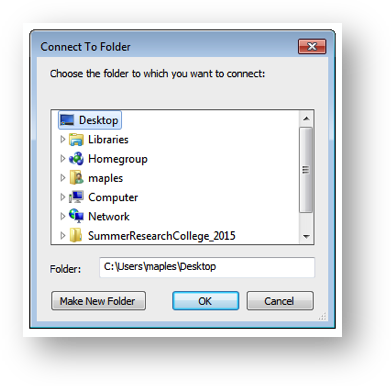 Connect To Folder
Choose the folder to which you want to connect:
Desktop
Libraries
Homegroup
maples
Computer
Network
SummerResearchCollege_2015
Folder: C:\Users\maples\Desktop
Make New Folder OK Cancel